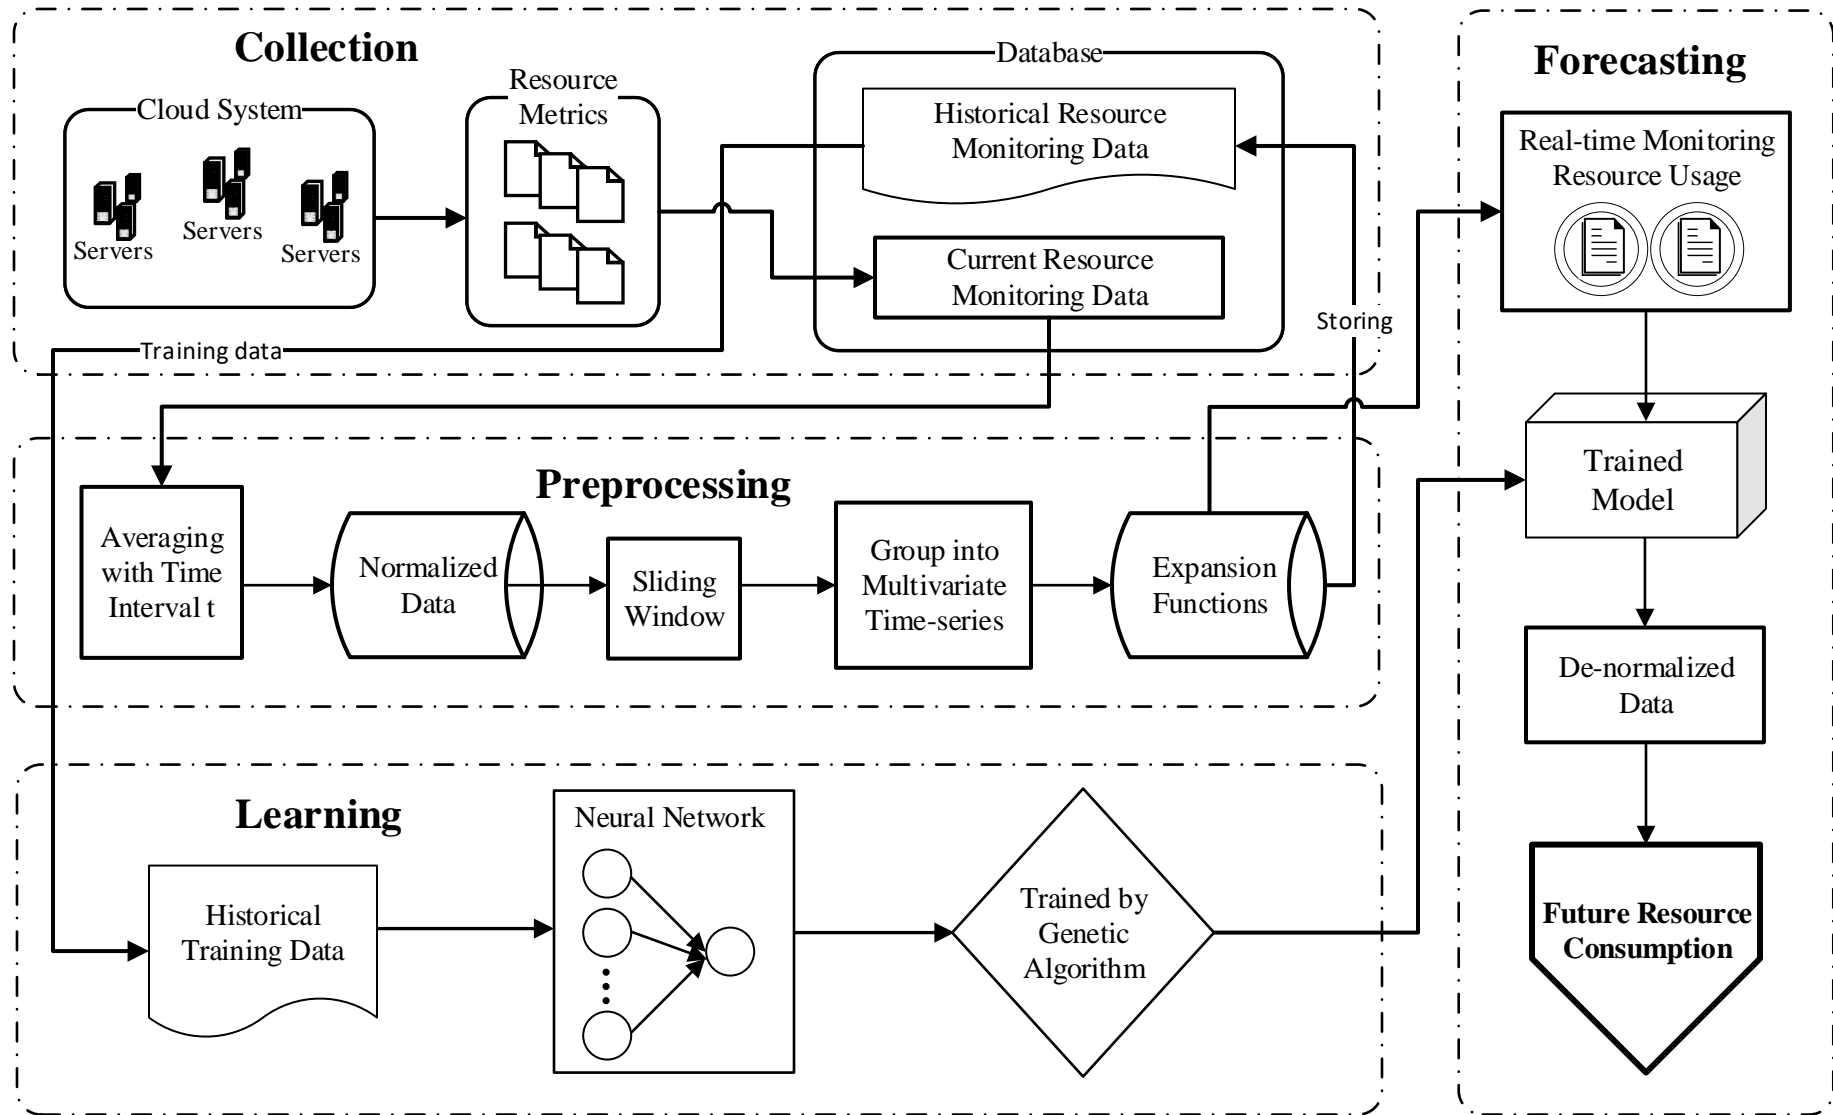 Collection
Cloud System
Servers
Servers
Servers
Resource
Metrics
Database
Historical Resource
Monitoring Data
Current Resource
Monitoring Data
Storing
Training data
Preprocessing
Averaging
with Time
Interval t
Normalized
Data
Sliding
Window
Group into
Multivariate
Time-series
Expansion
Functions
Learning
Historical
Training Data
Neural Network
Trained by
Genetic
Algorithm
Forecasting
Real-time Monitoring
Resource Usage
Trained
Model
De-normalized
Data
Future Resource
Consumption